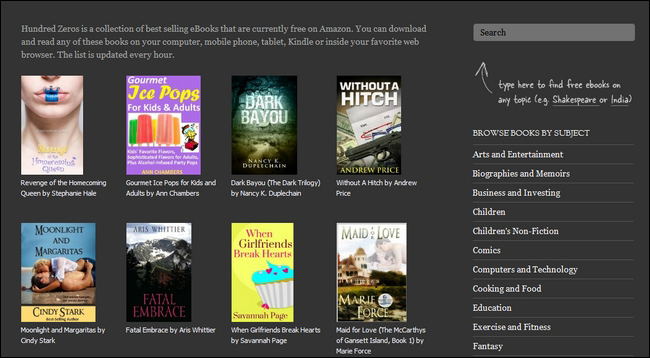 Hundred Zeros is a collection of best selling eBooks that are currently free on Amazon. You can download
and read any of these books on your computer, mobile phone, tablet, Kindle or inside your favorite web
browser. The list is updated every hour.
Search
type here to find free ebooks on
any topic (e.g. Shakespeare or India)
Revenge
of the
Homecoming
Queen
Gourmet
Ice Pops
For Kids & Adults
Kids' Favorite Flavors,
Sophisticated Flavors for Adults,
Plus Alcohol-Infused Party Pops
ANN CHAMBERS
DARK
BAYOU
NANCY K.
DUPLECHAIN
WITHOUT A
HITCH
ANDREW PRICE
Revenge of the Homecoming
Queen by Stephanie Hale
Gourmet Ice Pops for Kids and
Adults by Ann Chambers
Dark Bayou (The Dark Trilogy)
by Nancy K. Duplechain
Without A Hitch by Andrew
Price
MOONLIGHT
AND
MARGARITAS
CINDY STARK
Best Selling Author
ARIS WHITTIER
FATAL
EMBRACE
When
Girlfriends
Break Hearts
Savannah Page
MAID FOR LOVE
MARIE
FORCE
Moonlight and Margaritas by
Cindy Stark
Fatal Embrace by Aris Whittier
When Girlfriends Break Hearts
by Savannah Page
Maid for Love (The McCarthys
of Gansett Island, Book 1) by
Marie Force
BROWSE BOOKS BY SUBJECT
Arts and Entertainment
Biographies and Memoirs
Business and Investing
Children
Children's Non-Fiction
Comics
Computers and Technology
Cooking and Food
Education
Exercise and Fitness
Fantasy